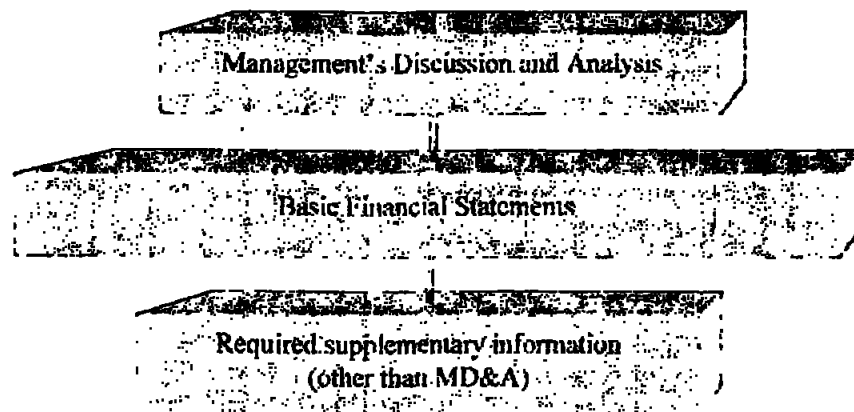 Management's Discussion and Analysis
Basic Financial Statements
Required supplementary information
(other than MD&A)